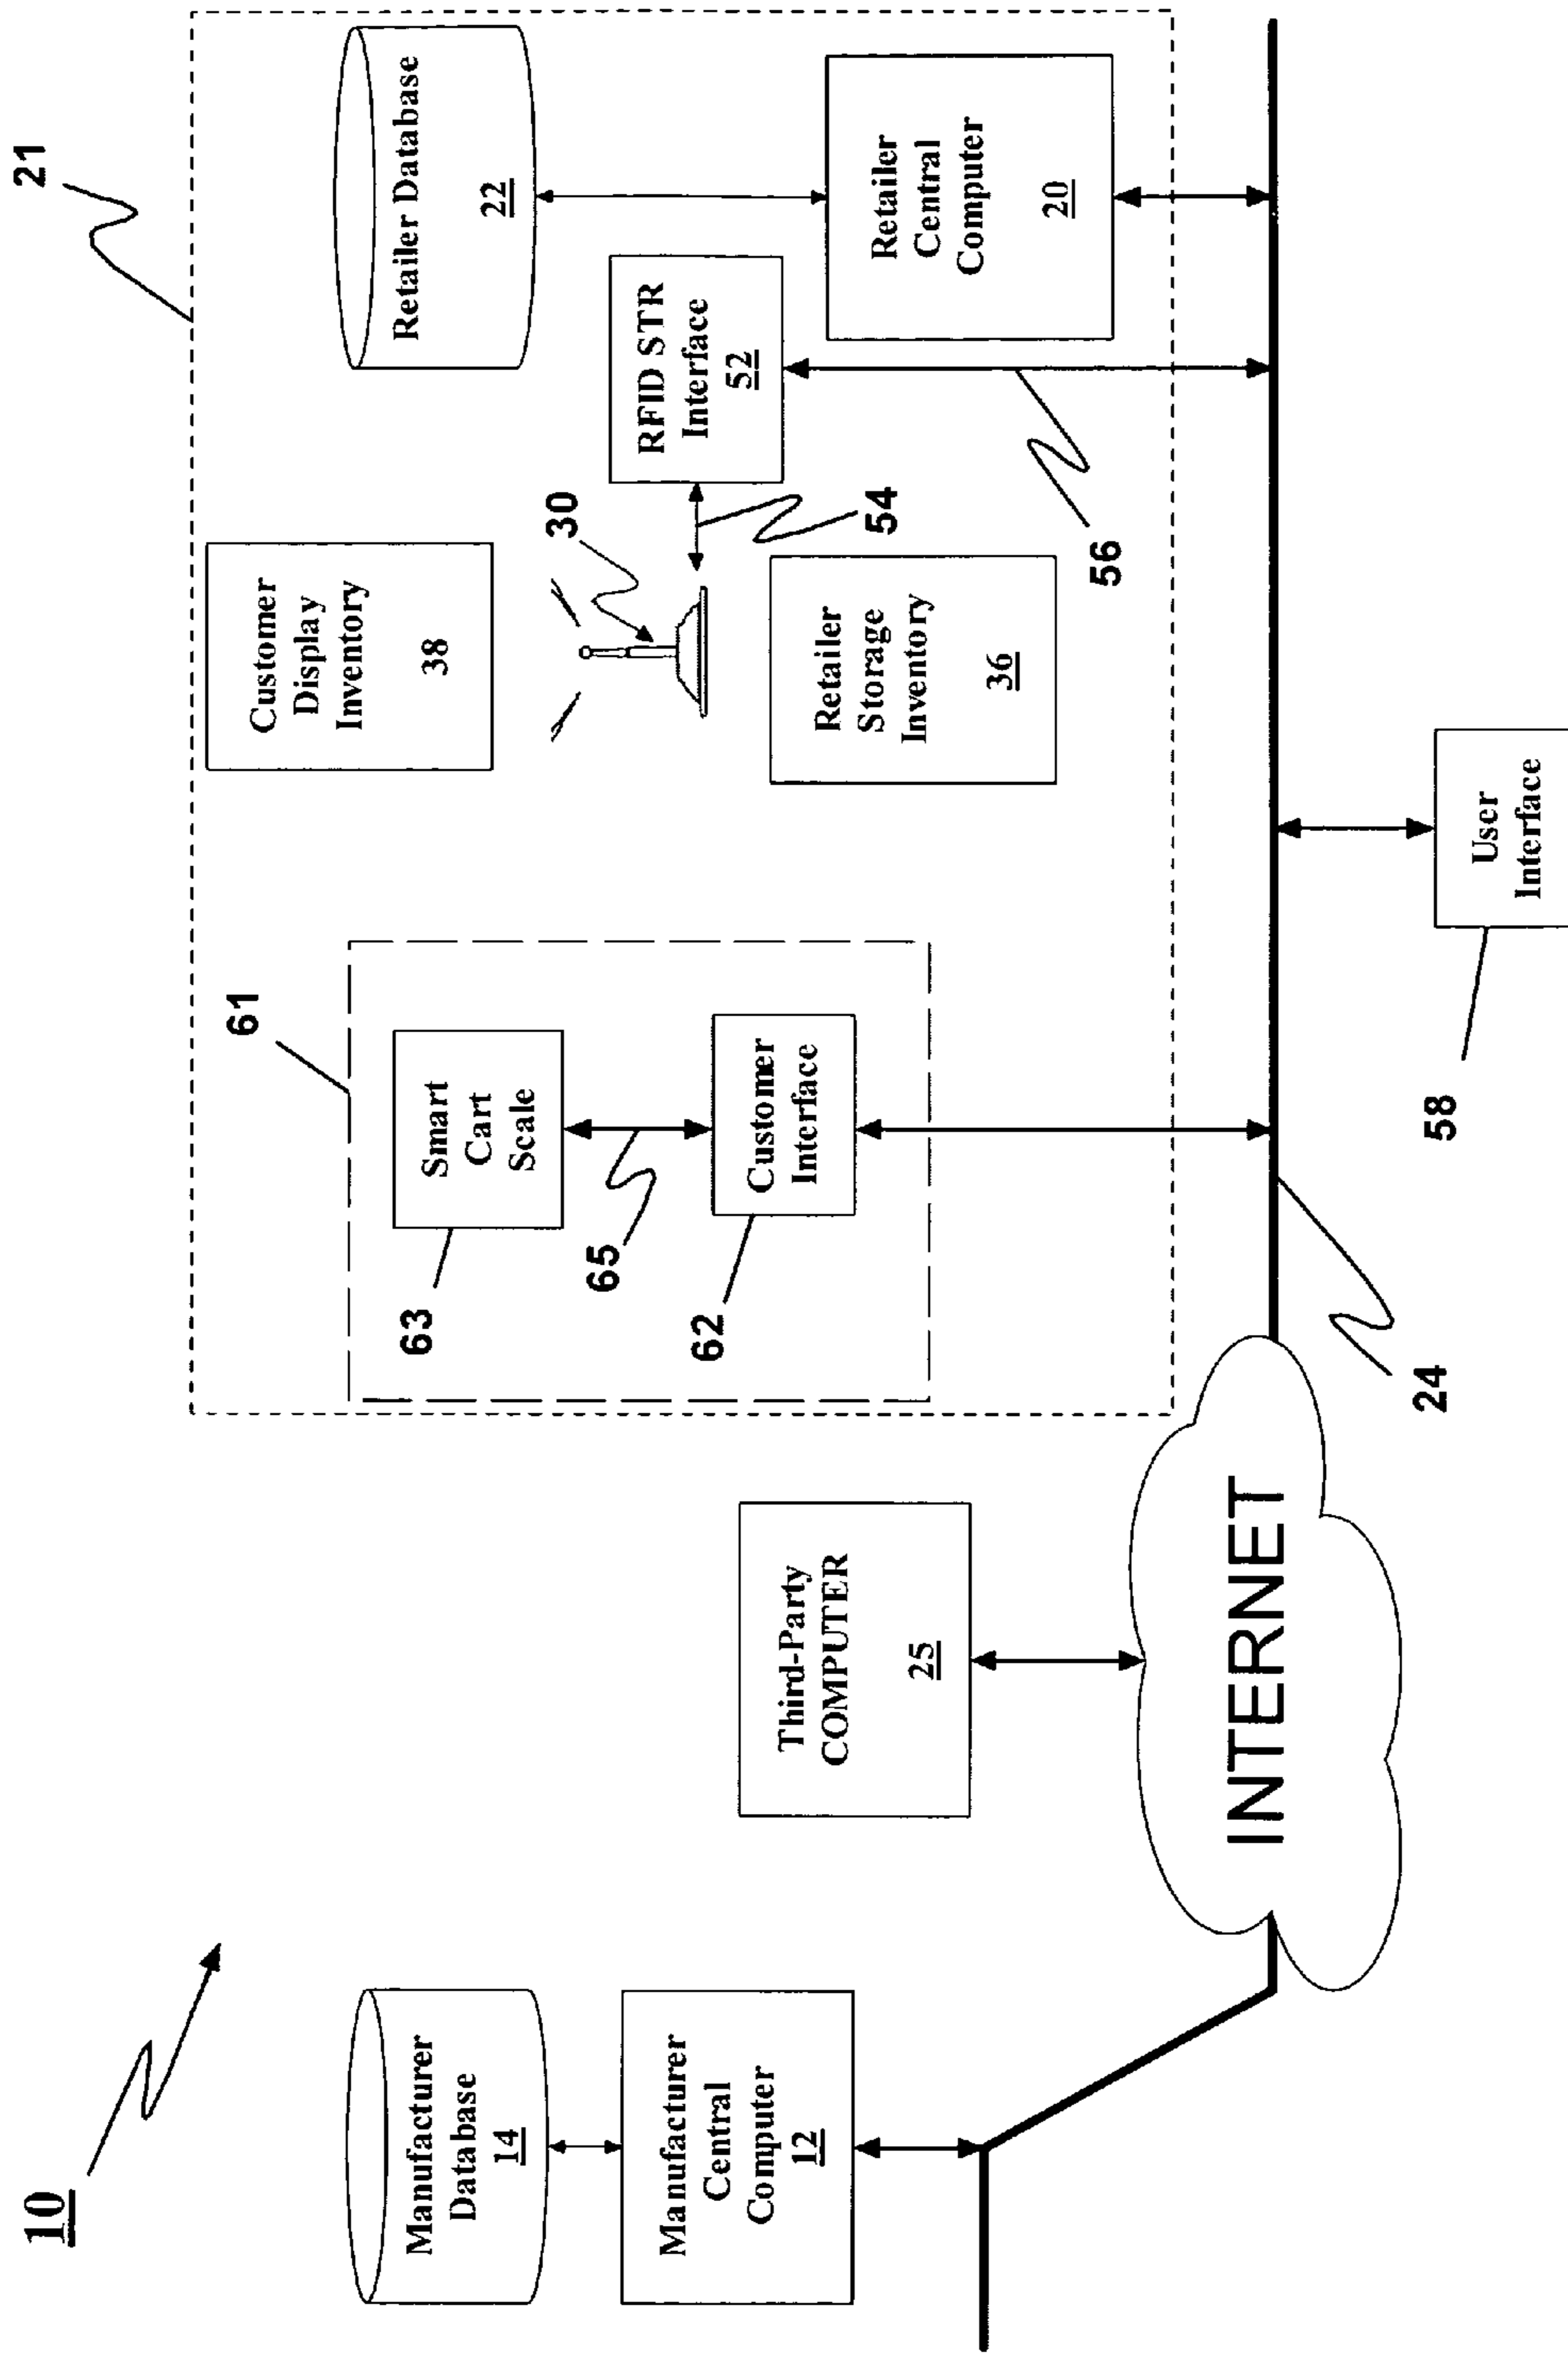 10
21
Manufacturer
Database
14
Manufacturer
Central
Computer
12
Third-Party
COMPUTER
25
INTERNET
61
Smart
Cart
Scale
63
65
Customer
Interface
62
24
Customer
Display
Inventory
38
30
Retailer
Storage
Inventory
36
54
RFID STR
Interface
52
56
Retailer Database
22
Retailer
Central
Computer
20
User
Interface
58